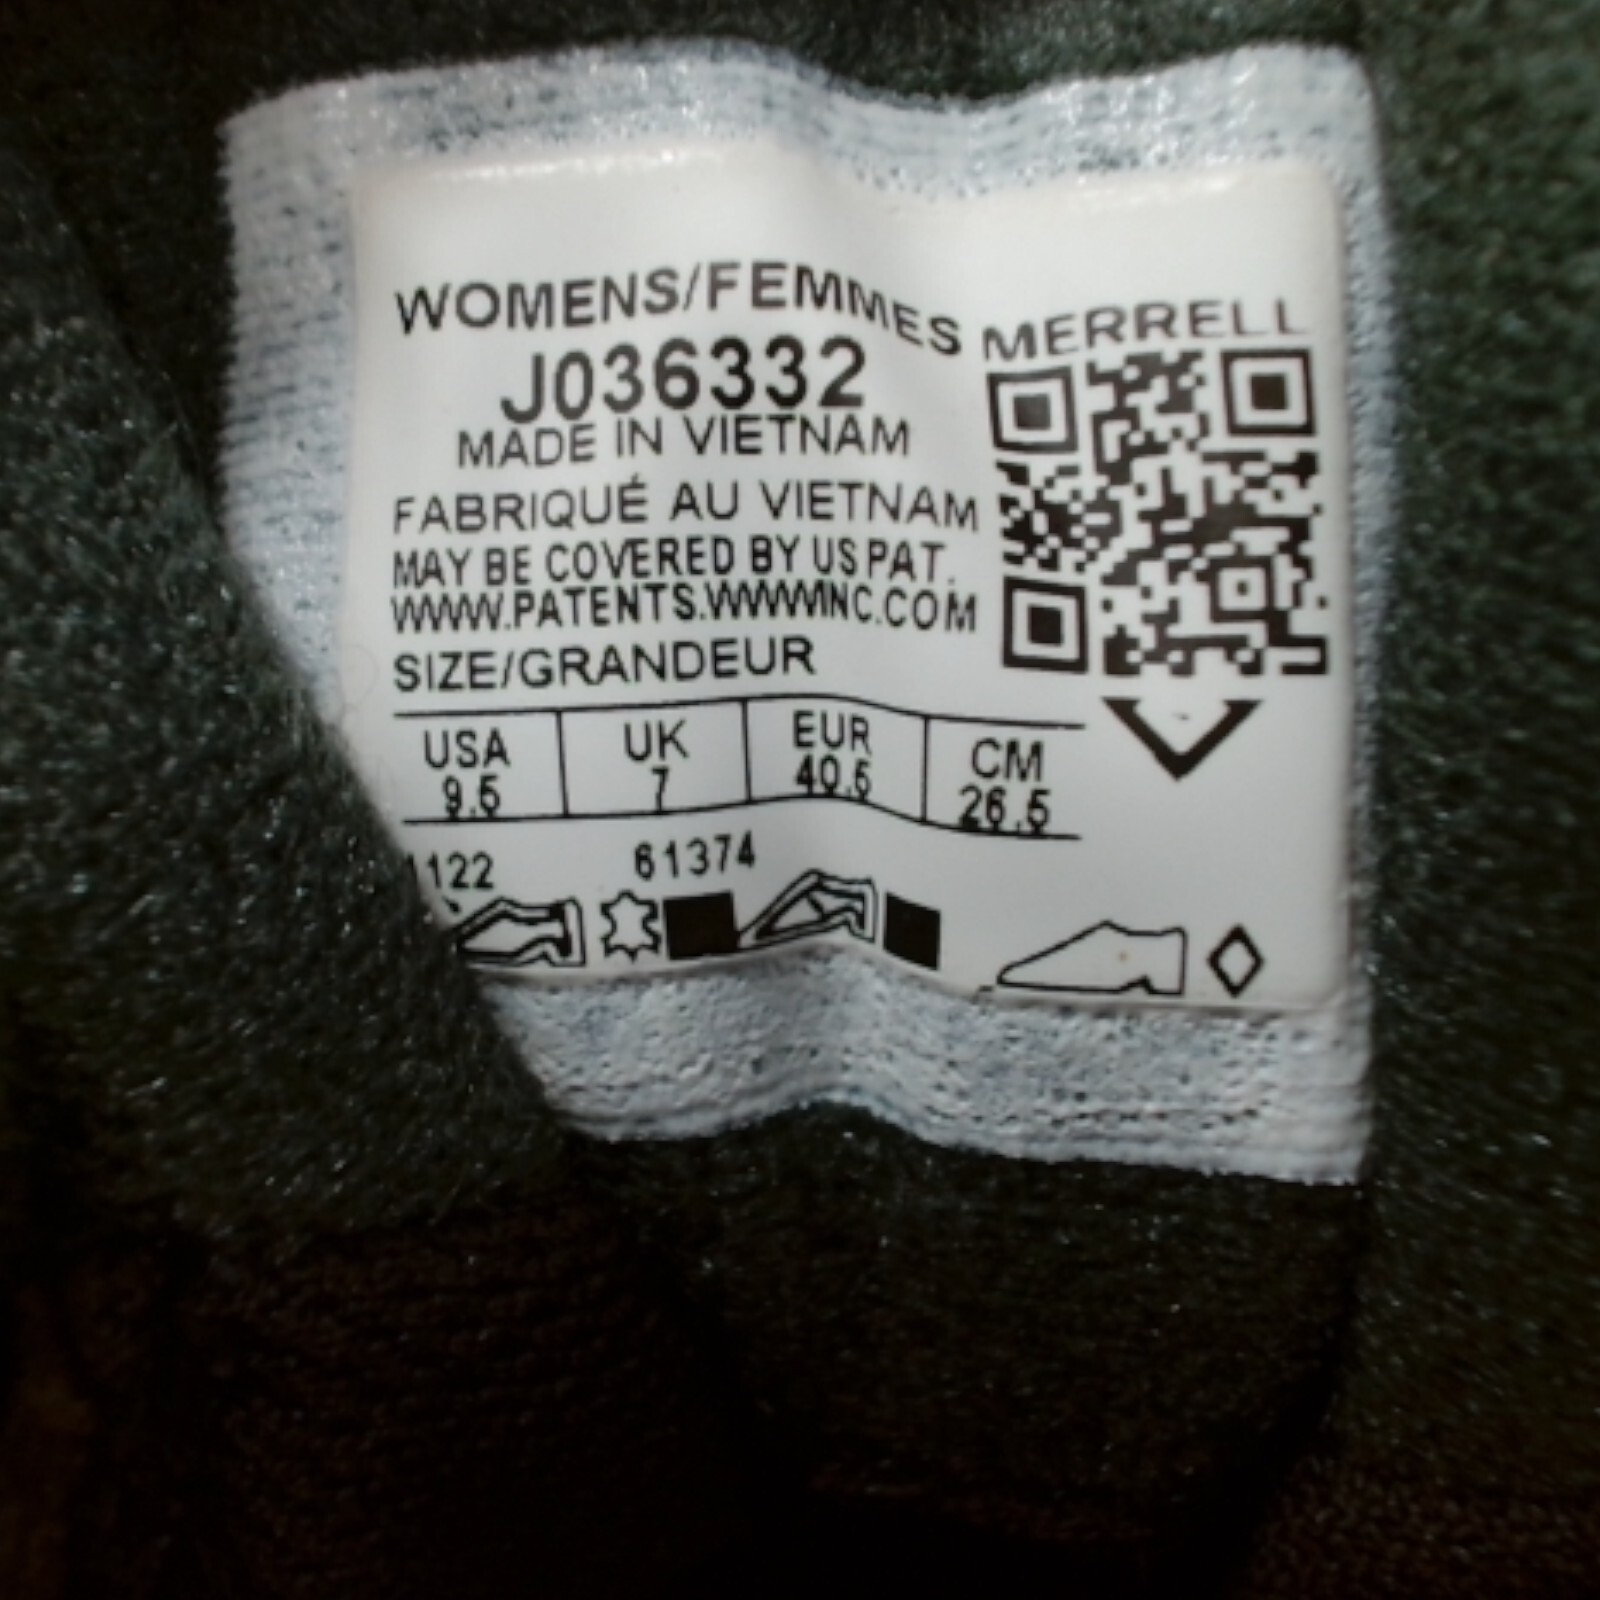 WOMENS/FEMMES
MERRELL
J036332
MADE IN VIETNAM
FABRIQUÉ AU VIETNAM
MAY BE COVERED BY US PAT.
WWW.PATENTS.WWWINC.COM
SIZE/GRANDEUR
USA UK EUR CM
9.5 7 40.5 26.5
1122 61374